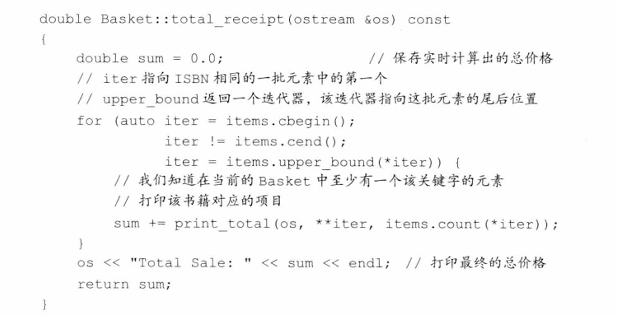 double Basket::total_receipt(ostream &os) const
{
    double sum = 0.0;                // 保存实时计算出的总价格
    // iter 指向 ISBN 相同的一批元素中的第一个
    // upper_bound 返回一个迭代器，该迭代器指向这批元素的尾后位置
    for (auto iter = items.cbegin();
              iter != items.cend();
              iter = items.upper_bound(*iter)) {
        // 我们知道在当前的 Basket 中至少有一个该关键字的元素
        // 打印该书籍对应的项目
        sum += print_total(os, **iter, items.count(*iter));
    }
    os << "Total Sale: " << sum << endl;  // 打印最终的总价格
    return sum;
}